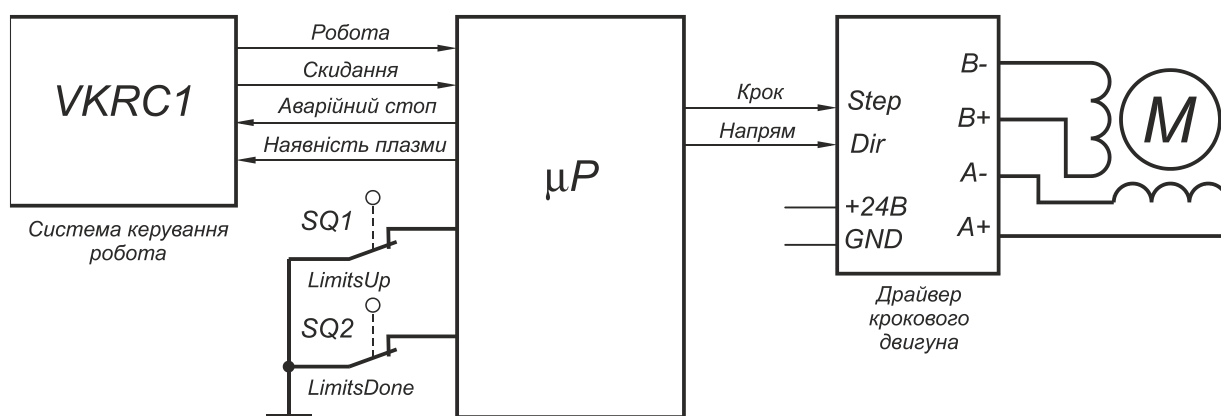 VKRC1
Система керування
робота
Робота
Скидання
Аварійний стоп
Наявність плазми
SQ1
LimitsUp
SQ2
LimitsDone
μP
Крок
Напрям
Step
Dir
+24В
GND
B-
B+
A-
A+
Драйвер
крокового
двигуна
M